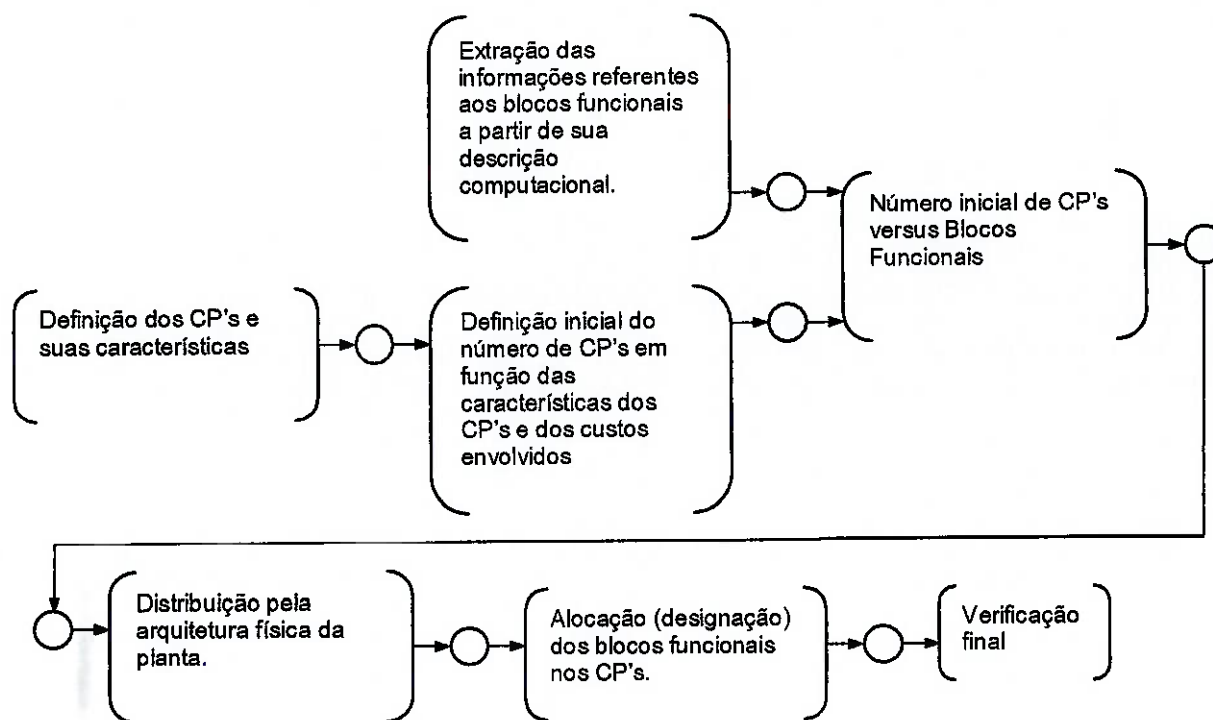 Extração das
informações referentes
aos blocos funcionais
a partir de sua
descrição
computacional.
Número inicial de CP's
versus Blocos
Funcionais
Definição dos CP's e
suas características
Definição inicial do
número de CP's em
função das
características dos
CP's e dos custos
envolvidos
Distribuição pela
arquitetura física da
planta.
Alocação (designação)
dos blocos funcionais
nos CP's.
Verificação
final